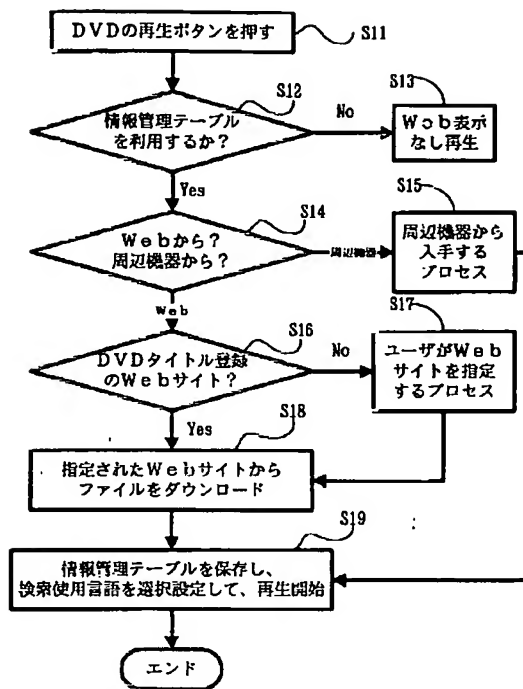 DVDの再生ボタンを押す
S11
S12
情報管理テーブル
を利用するか?
No
S13
Web表示
なし再生
Yes
S14
Webから?
周辺機器から?
周辺機器
S15
周辺機器から
入手する
プロセス
Web
S16
DVDタイトル登録
のWebサイト?
No
S17
ユーザがWeb
サイトを指定
するプロセス
Yes
S18
指定されたWebサイトから
ファイルをダウンロード
S19
情報管理テーブルを保存し、
検索使用言語を選択設定して、再生開始
エンド